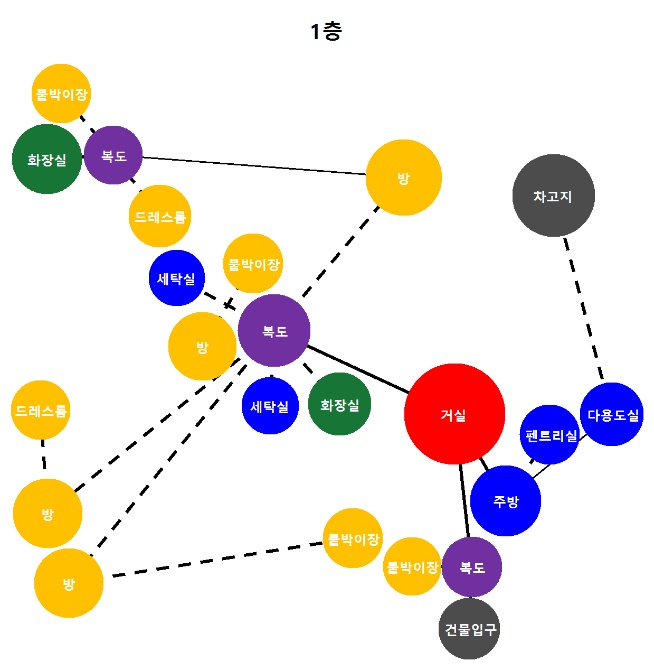 1층
붙박이장
화장실
복도
방
차고지
드레스룸
붙박이장
세탁실
복도
방
드레스룸
세탁실
화장실
거실
다용도실
펜트리실
주방
방
붙박이장
붙박이장
복도
방
건물입구